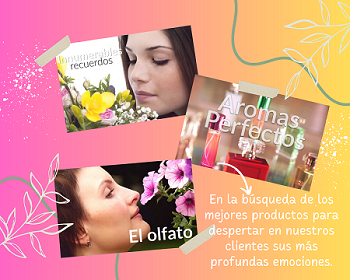 Innumerables
recuerdos
Aromas
Perfectos
El olfato
En la búsqueda de los
mejores productos para
despertar en nuestros
clientes sus más
profundas emociones.